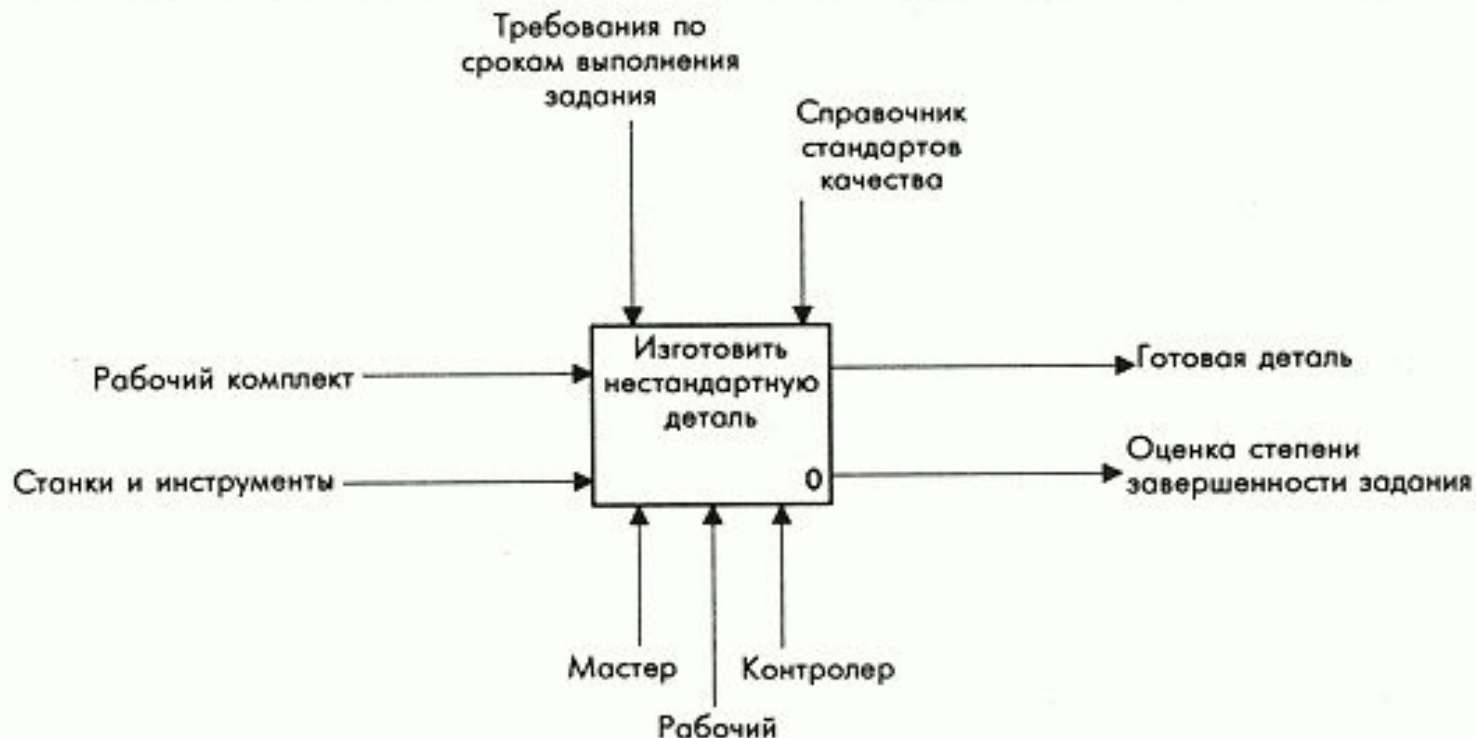 Требования по
срокам выполнения
задания
Справочник
стандартов
качества
Изготовить
нестандартную
деталь
0
Рабочий комплект
Станки и инструменты
Готовая деталь
Оценка степени
завершенности задания
Мастер
Контролер
Рабочий